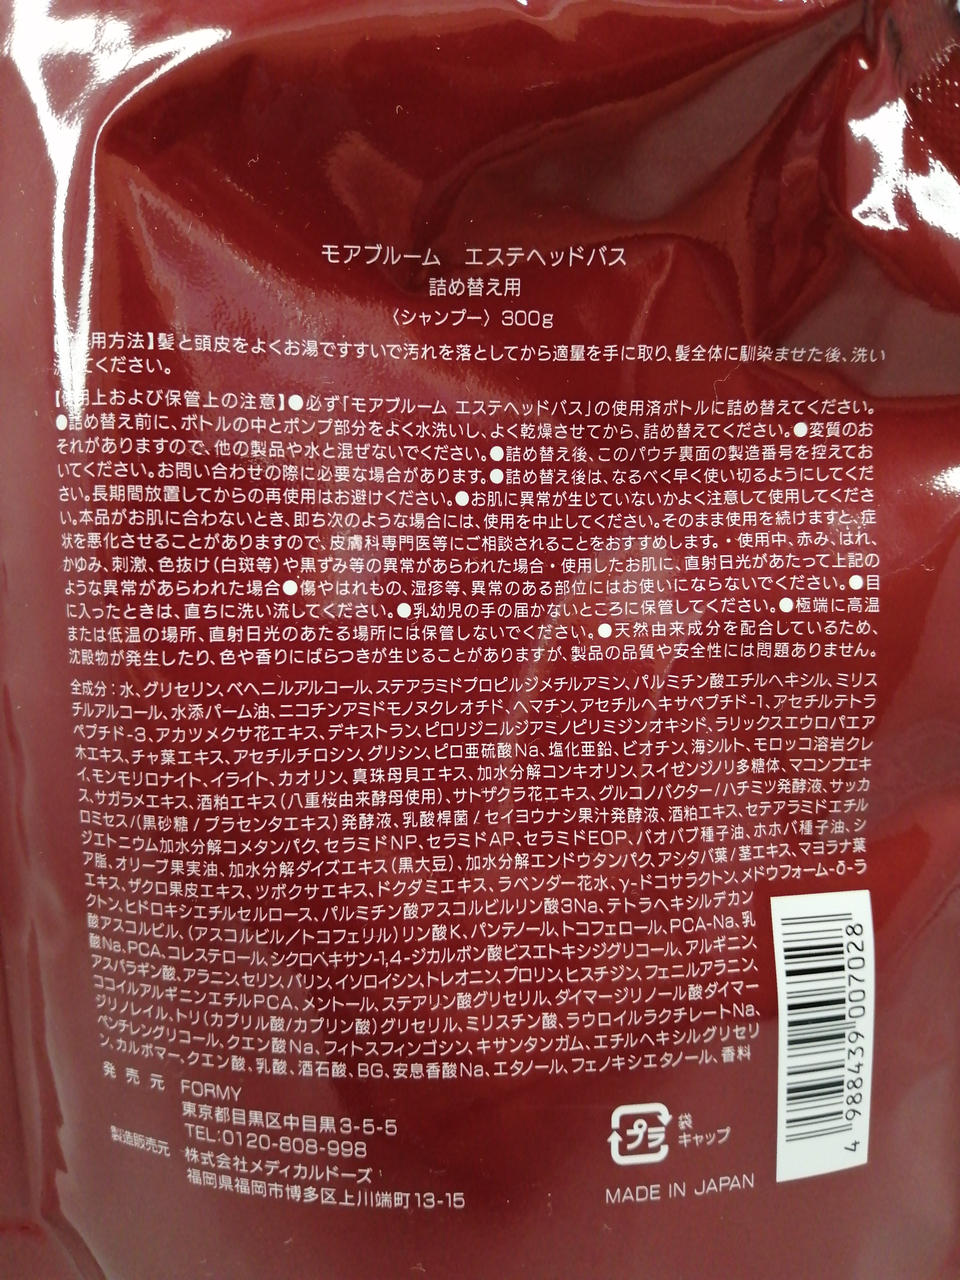 モアブルーム エステヘッドバス
詰め替え用
〈シャンプー〉300g
用方法】髪と頭皮をよくお湯ですすいで汚れを落としてから適量を手に取り、髪全体に馴染ませた後、洗い
てください。
【使用上および保管上の注意】●必ず「モアブルーム エステヘッドバス」の使用済ボトルに詰め替えてください。
●詰め替え前に、ボトルの中とポンプ部分をよく水洗いし、よく乾燥させてから、詰め替えてください。●変質のお
それがありますので、他の製品や水と混ぜないでください。●詰め替え後、このパウチ裏面の製造番号を控えてお
いてください。お問い合わせの際に必要な場合があります。●詰め替え後は、なるべく早く使い切るようにしてくだ
さい。長期間放置してからの再使用はお避けください。●お肌に異常が生じていないかよく注意して使用してくださ
い。本品がお肌に合わないとき、即ち次のような場合には、使用を中止してください。そのまま使用を続けますと、症
状を悪化させることがありますので、皮膚科専門医等にご相談されることをおすすめします。・使用中、赤み、はれ、
かゆみ、刺激、色抜け(白斑等)や黒ずみ等の異常があらわれた場合・使用したお肌に、直射日光があたって上記の
ような異常があらわれた場合●傷やはれもの、湿疹等、異常のある部位にはお使いにならないでください。●目
に入ったときは、直ちに洗い流してください。●乳幼児の手の届かないところに保管してください。●極端に高温
または低温の場所、直射日光のあたる場所には保管しないでください。●天然由来成分を配合しているため、
沈殿物が発生したり、色や香りにばらつきが生じることがありますが、製品の品質や安全性には問題ありません。
全成分:水、グリセリン、ベヘニルアルコール、ステアラミドプロピルジメチルアミン、パルミチン酸エチルヘキシル、ミリス
チルアルコール、水添パーム油、ニコチンアミドモノヌクレオチド、ヘマチン、アセチルヘキサペプチド-1、アセチルテトラ
ペプチド-3、アカツメクサ花エキス、デキストラン、ピロリジニルジアミノピリミジンオキシド、ラリックスエウロパエア
木エキス、チャ葉エキス、アセチルチロシン、グリシン、ピロ亜硫酸Na、塩化亜鉛、ビオチン、海シルト、モロッコ溶岩クレ
イ、モンモリロナイト、イライト、カオリン、真珠母貝エキス、加水分解コンキオリン、スイゼンジノリ多糖体、マコンブエキ
ス、サガラメエキス、酒粕エキス(八重桜由来酵母使用)、サトザクラ花エキス、グルコノバクター/ハチミツ発酵液、サッカ
ロミセス/(黒砂糖/プラセンタエキス)発酵液、乳酸桿菌/セイヨウナシ果汁発酵液、酒粕エキス、セテアラミドエチル
ジエトニウム加水分解コメタンパク、セラミドNP、セラミドAP、セラミドEOP、バオバブ種子油、ホホバ種子油、シ
ア脂、オリーブ果実油、加水分解ダイズエキス(黒大豆)、加水分解エンドウタンパク、アシタバ葉/茎エキス、マヨラナ葉
エキス、ザクロ果皮エキス、ツボクサエキス、ドクダミエキス、ラベンダー花水、γ-ドコサラクトン、メドウフォーム-δ-ラ
クトン、ヒドロキシエチルセルロース、パルミチン酸アスコルビルリン酸3Na、テトラヘキシルデカン
酸アスコルビル、(アスコルビル/トコフェリル)リン酸K、パンテノール、トコフェロール、PCA-Na、乳
酸Na、PCA、コレステロール、シクロヘキサン-1,4-ジカルボン酸ビスエトキシジグリコール、アルギニン、
アスパラギン酸、アラニン、セリン、バリン、イソロイシン、トレオニン、プロリン、ヒスチジン、フェニルアラニン、
ココイルアルギニンエチルPCA、メントール、ステアリン酸グリセリル、ダイマージリノール酸ダイマー
ジリノレイル、トリ(カプリル酸/カプリン酸)グリセリル、ミリスチン酸、ラウロイルラクチレートNa、
ペンチレングリコール、クエン酸Na、フィトスフィンゴシン、キサンタンガム、エチルヘキシルグリセリ
ン、カルボマー、クエン酸、乳酸、酒石酸、BG、安息香酸Na、エタノール、フェノキシエタノール、香料
発売元 FORMY
東京都目黒区中目黒3-5-5
TEL:0120-808-998
製造販売元 株式会社メディカルドーズ
福岡県福岡市博多区上川端町13-15
プラ
袋
キャップ
MADE IN JAPAN
4 988439 007028